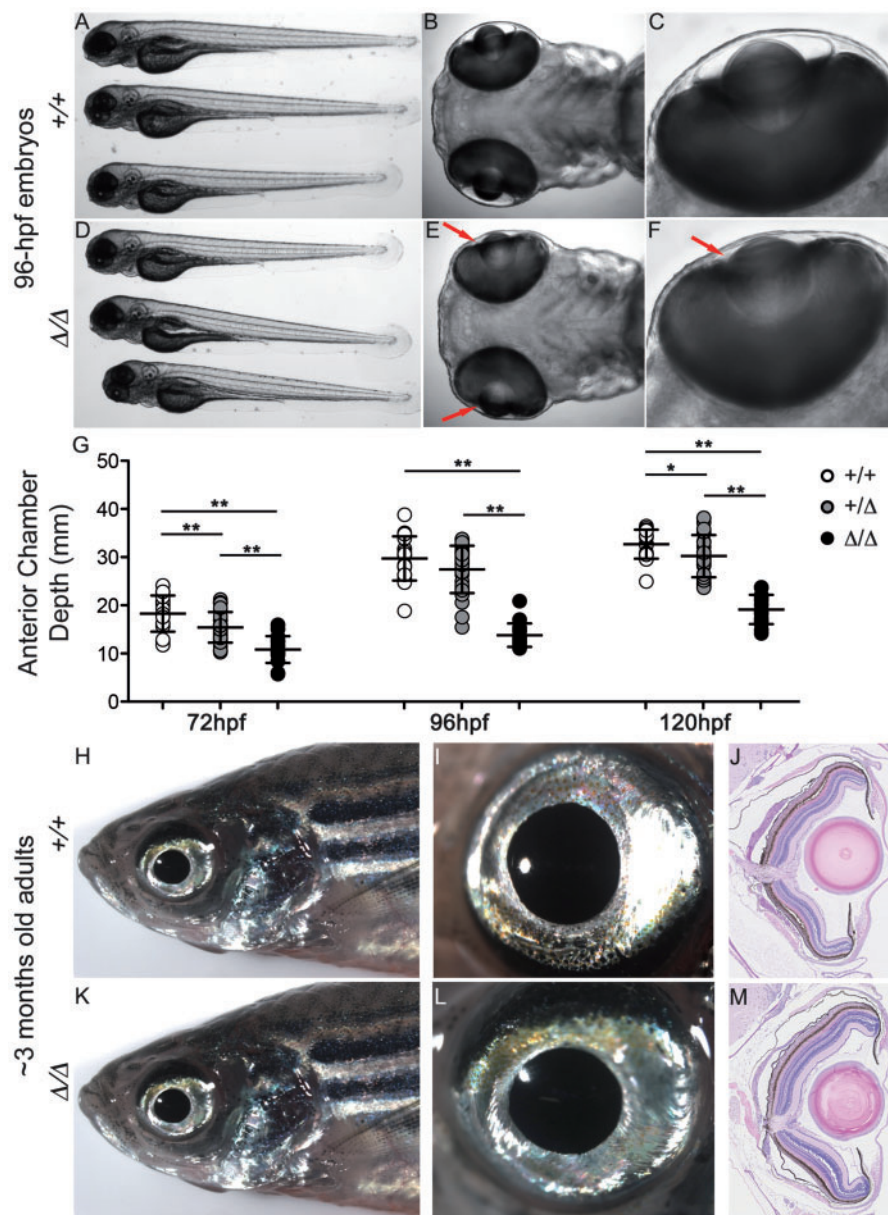 A
B
C
96-hpf embryos
+/+
D
E
F
Δ/Δ
G
Anterior Chamber
Depth (mm)
50
40
30
20
10
0
**
**
**
**
**
**
*
**
+/+
+/Δ
Δ/Δ
72hpf
96hpf
120hpf
H
I
J
~3 months old adults
+/+
K
L
M
Δ/Δ